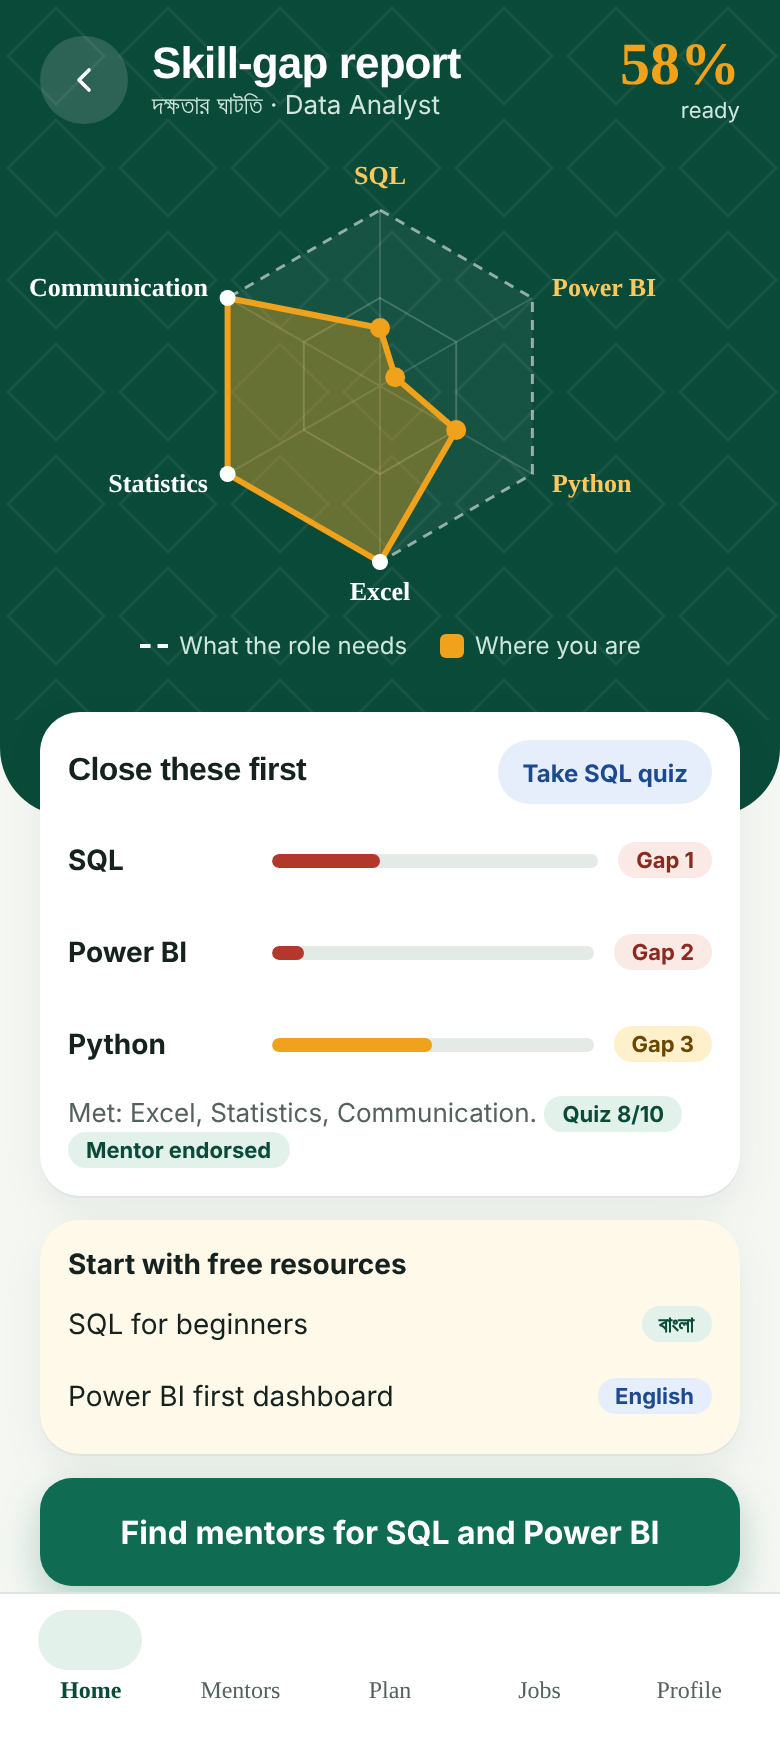 Skill-gap report
58%
দক্ষতার ঘাটতি · Data Analyst
ready
SQL
Communication
Power BI
Statistics
Python
Excel
What the role needs
Where you are
Close these first
Take SQL quiz
SQL
Gap 1
Power BI
Gap 2
Python
Gap 3
Met: Excel, Statistics, Communication. Quiz 8/10
Mentor endorsed
Start with free resources
SQL for beginners
বাংলা
Power BI first dashboard
English
Find mentors for SQL and Power BI
Home
Mentors
Plan
Jobs
Profile